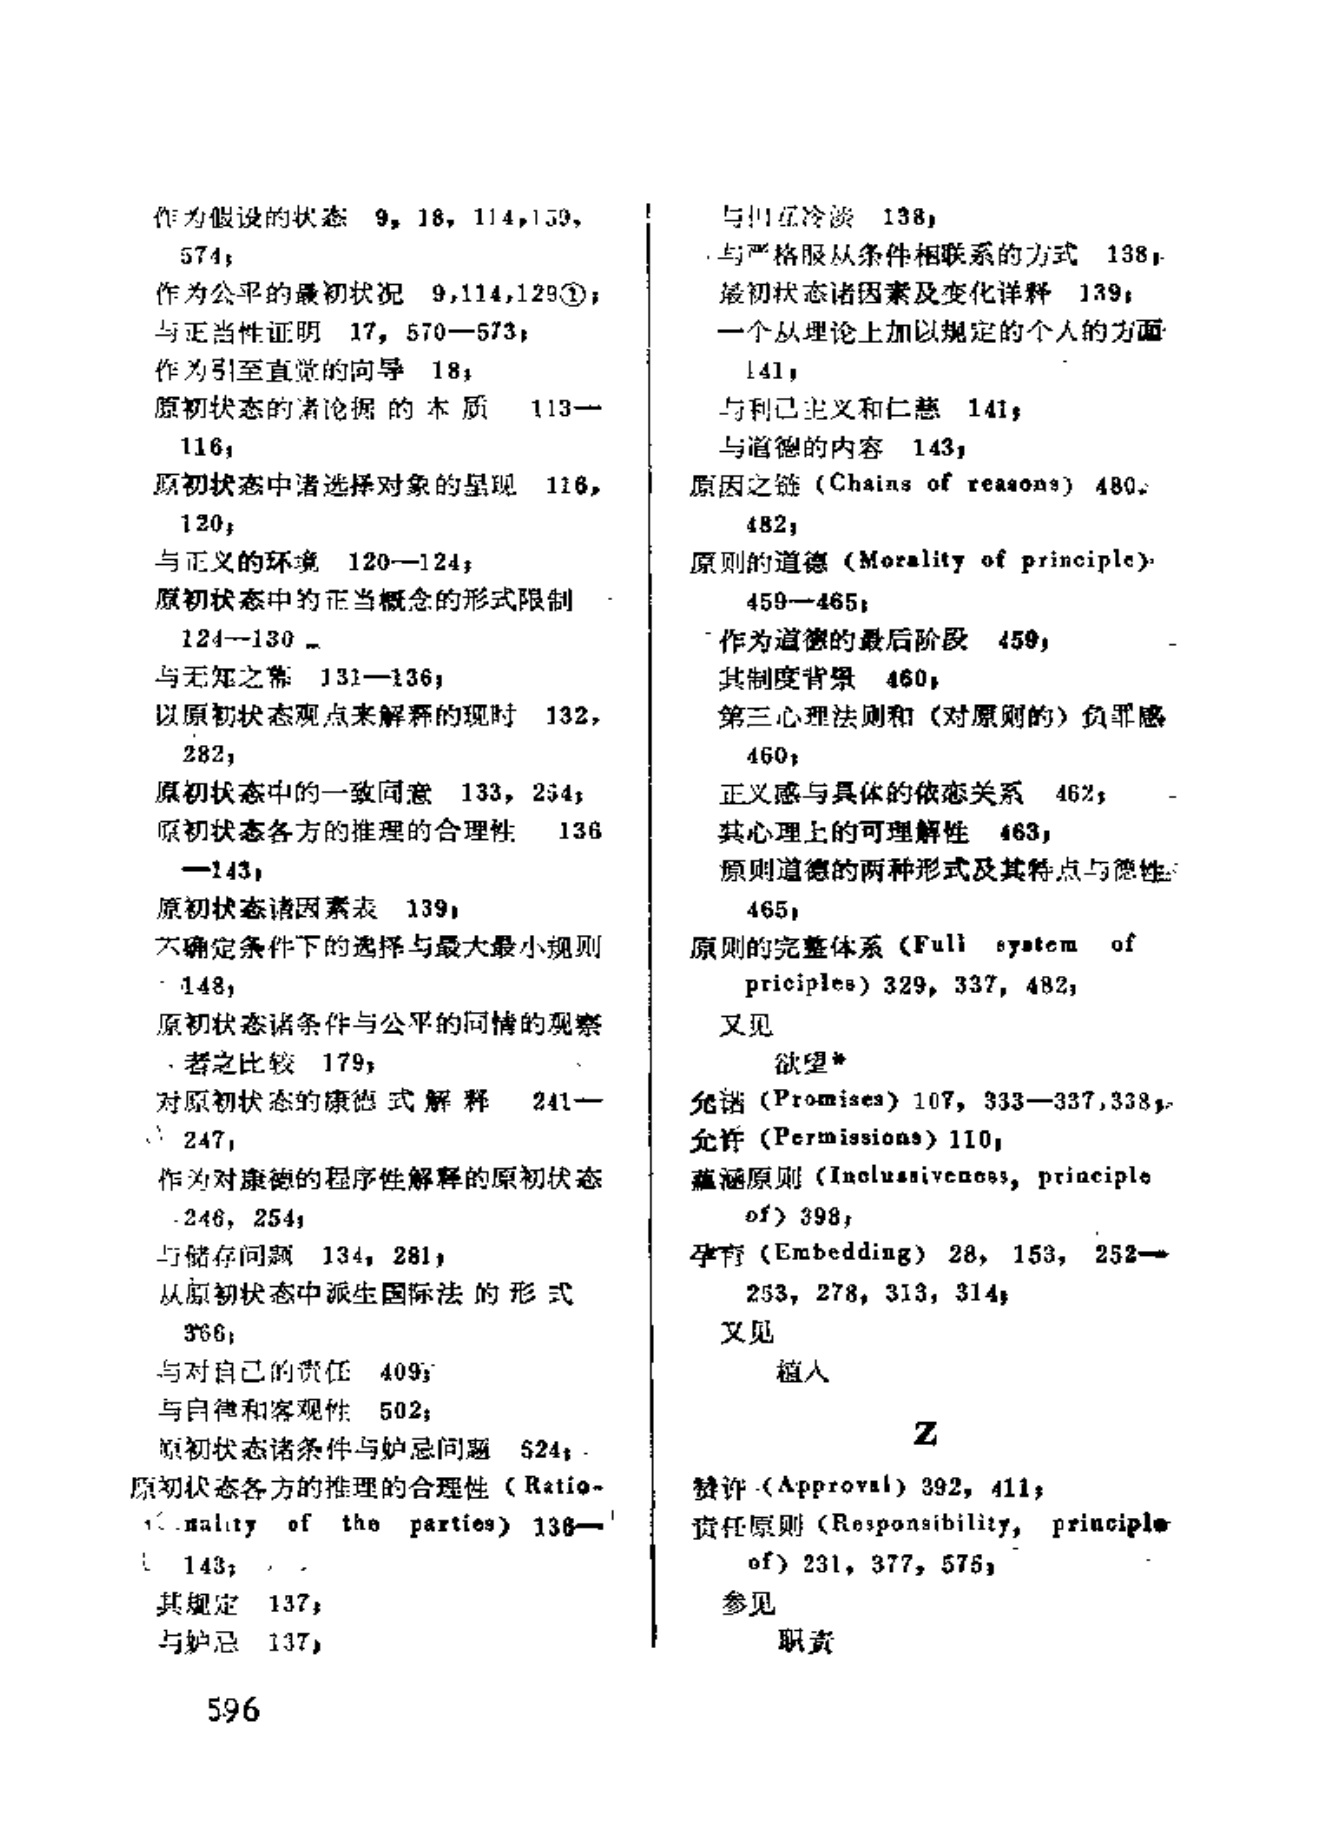 作为假设的状态 9, 18, 114,159,
574;
作为公平的最初状况 9,114,129①;
与正当性证明 17, 570—573;
作为引至直觉的向导 18;
原初状态的诸论据的本质 113—
116;
原初状态中诸选择对象的呈现 116,
120;
与正义的环境 120—124;
原初状态中的正当概念的形式限制
124—130
与无知之幕 131—136;
以原初状态观点来解释的现时 132,
282;
原初状态中的一致同意 133, 264;
原初状态各方的推理的合理性 136
—143;
原初状态诸因素表 139;
不确定条件下的选择与最大最小规则
148;
原初状态诸条件与公平的同情的观察
者之比较 179;
对原初状态的康德式解释 241—
247;
作为对康德的程序性解释的原初状态
246, 254;
与储存问题 134, 281;
从原初状态中派生国际法的形式
366;
与对自己的责任 409;
与自律和客观性 502;
原初状态诸条件与妒忌问题 524;
原初状态各方的推理的合理性(Ratio-
nality of the parties) 136—
143;
其规定 137;
与妒忌 137;
596
与相互冷淡 138;
与严格服从条件相联系的方式 138;
最初状态诸因素及变化详释 139;
一个从理论上加以规定的个人的方面
141;
与利己主义和仁慈 141;
与道德的内容 143;
原因之链(Chains of reasons) 480,
482;
原则的道德(Morality of principle)
459—465;
作为道德的最后阶段 459;
其制度背景 460;
第三心理法则和(对原则的)负罪感
460;
正义感与具体的依恋关系 462;
其心理上的可理解性 463;
原则道德的两种形式及其特点与德性
465;
原则的完整体系(Full system of
priciples) 329, 337, 482;
又见
欲望*
允诺(Promises) 107, 333—337,338;
允许(Permissions) 110;
蕴涵原则(Inclussiveness, principle
of) 398;
孕育(Embedding) 28, 153, 252—
253, 278, 313, 314;
又见
植入
Z
赞许(Approval) 392, 411;
责任原则(Responsibility, principle
of) 231, 377, 575;
参见
职责